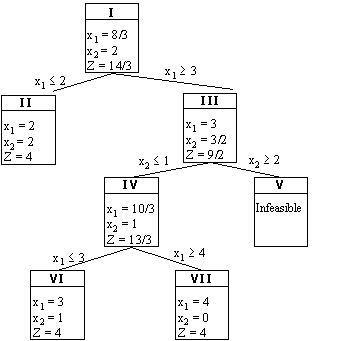 I
x1 = 8/3
x2 = 2
Z = 14/3
x1 ≤ 2
x1 ≥ 3
II
x1 = 2
x2 = 2
Z = 4
III
x1 = 3
x2 = 3/2
Z = 9/2
x2 ≤ 1
x2 ≥ 2
IV
x1 = 10/3
x2 = 1
Z = 13/3
V
Infeasible
x1 ≤ 3
x1 ≥ 4
VI
x1 = 3
x2 = 1
Z = 4
VII
x1 = 4
x2 = 0
Z = 4